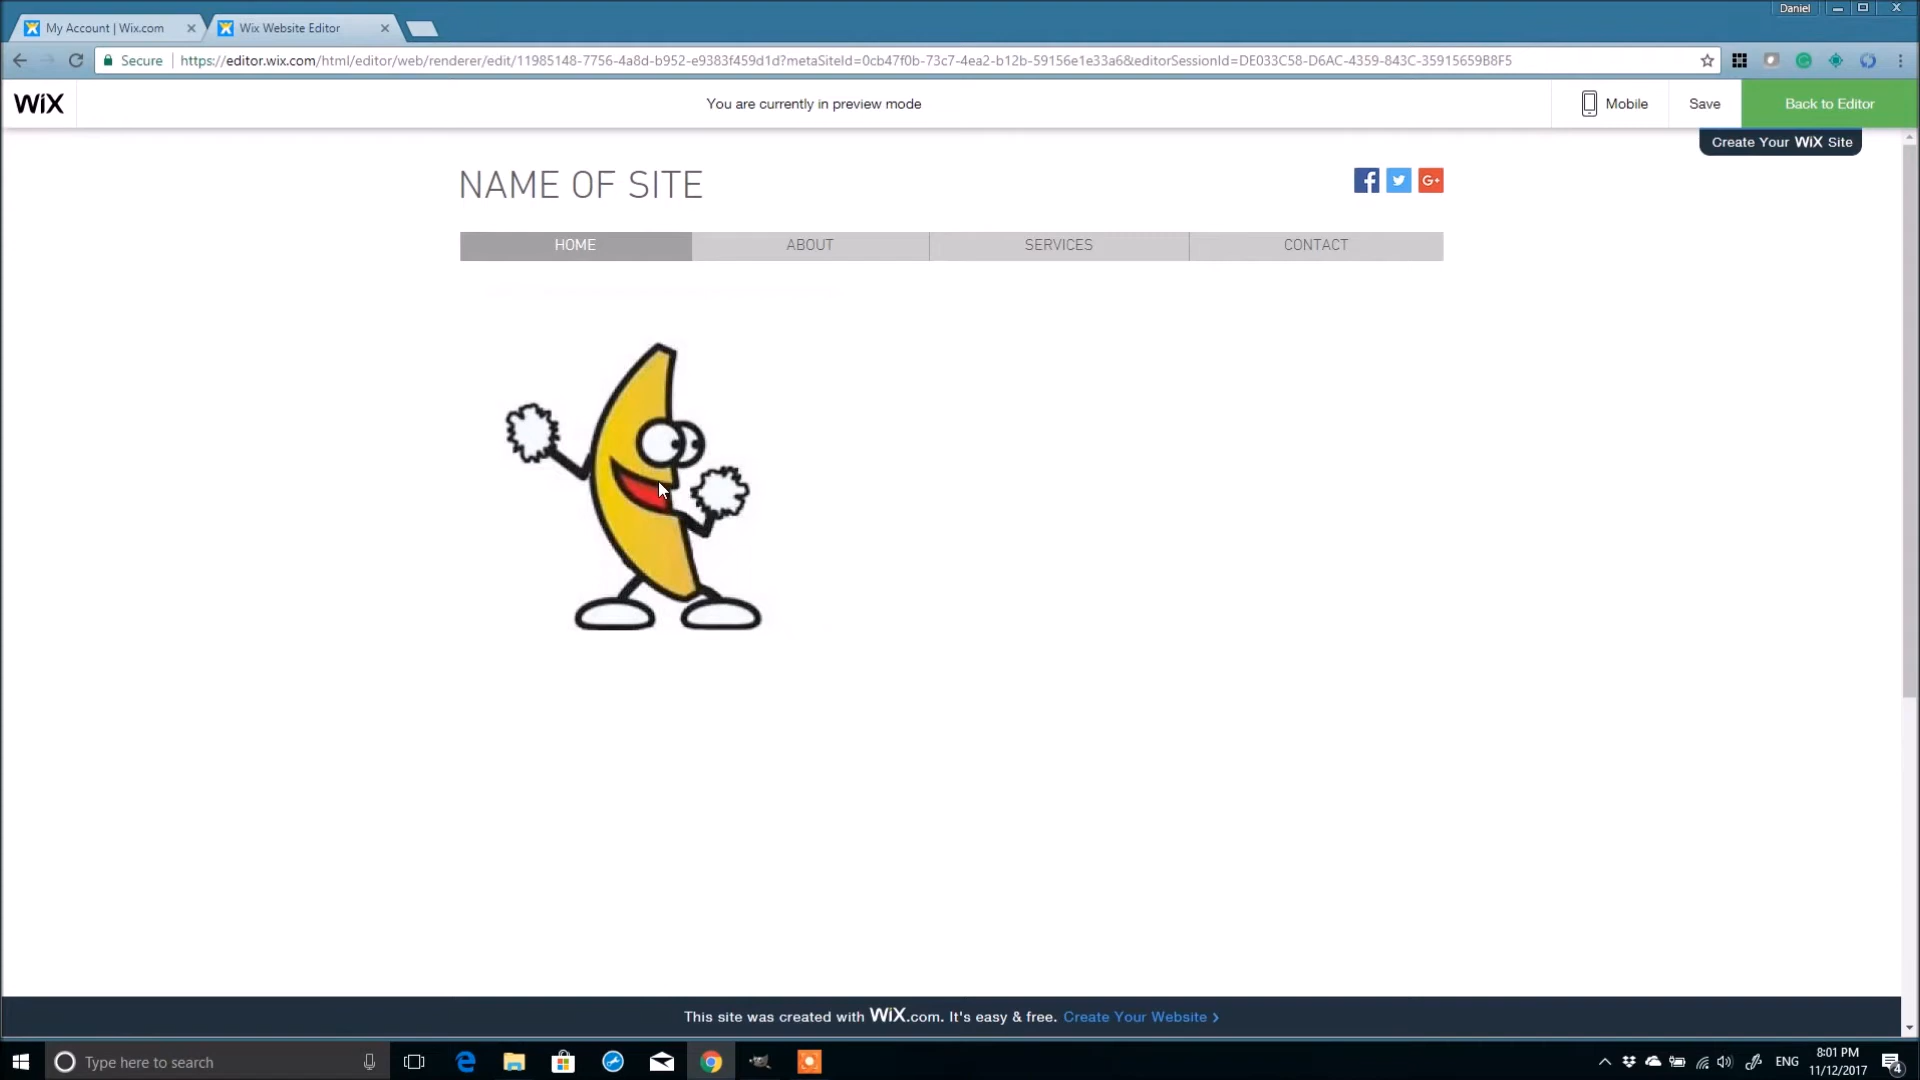 Daniel
My Account | Wix.com
Wix Website Editor
Secure
https://editor.wix.com/html/editor/web/renderer/edit/11985148-7756-4a8d-b952-e9383f459d1d?metaSiteId=0cb47f0b-73c7-4ea2-b12b-59156e1e33a6&editorSessionId=DE033C58-D6AC-4359-843C-35915659B8F5
WiX
You are currently in preview mode
Mobile
Save
Back to Editor
Create Your WiX Site
NAME OF SITE
f
G+
HOME
ABOUT
SERVICES
CONTACT
This site was created with WiX.com. It's easy & free. Create Your Website >
Type here to search
ENG
8:01 PM
11/12/2017
4